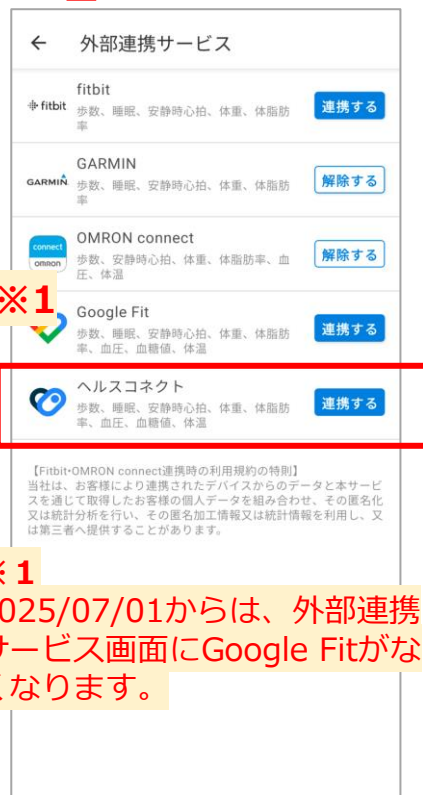 ← 外部連携サービス
fitbit
fitbit
歩数、睡眠、安静時心拍、体重、体脂肪
率
連携する
GARMIN
GARMIN
歩数、睡眠、安静時心拍、体重、体脂肪
率
解除する
OMRON connect
connect
OMRON
歩数、安静時心拍、体重、体脂肪率、血
圧、体温
解除する
※1
Google Fit
歩数、睡眠、安静時心拍、体重、体脂肪
率、血圧、血糖値、体温
連携する
ヘルスコネクト
歩数、睡眠、安静時心拍、体重、体脂肪
率、血圧、血糖値、体温
連携する
【Fitbit・OMRON connect連携時の利用規約の特則】
当社は、お客様により連携されたデバイスからのデータと本サービ
スを通じて取得したお客様の個人データを組み合わせ、その匿名化
又は統計分析を行い、その匿名加工情報又は統計情報を利用し、又
は第三者へ提供することがあります。
※1
025/07/01からは、外部連携
サービス画面にGoogle Fitがな
くなります。